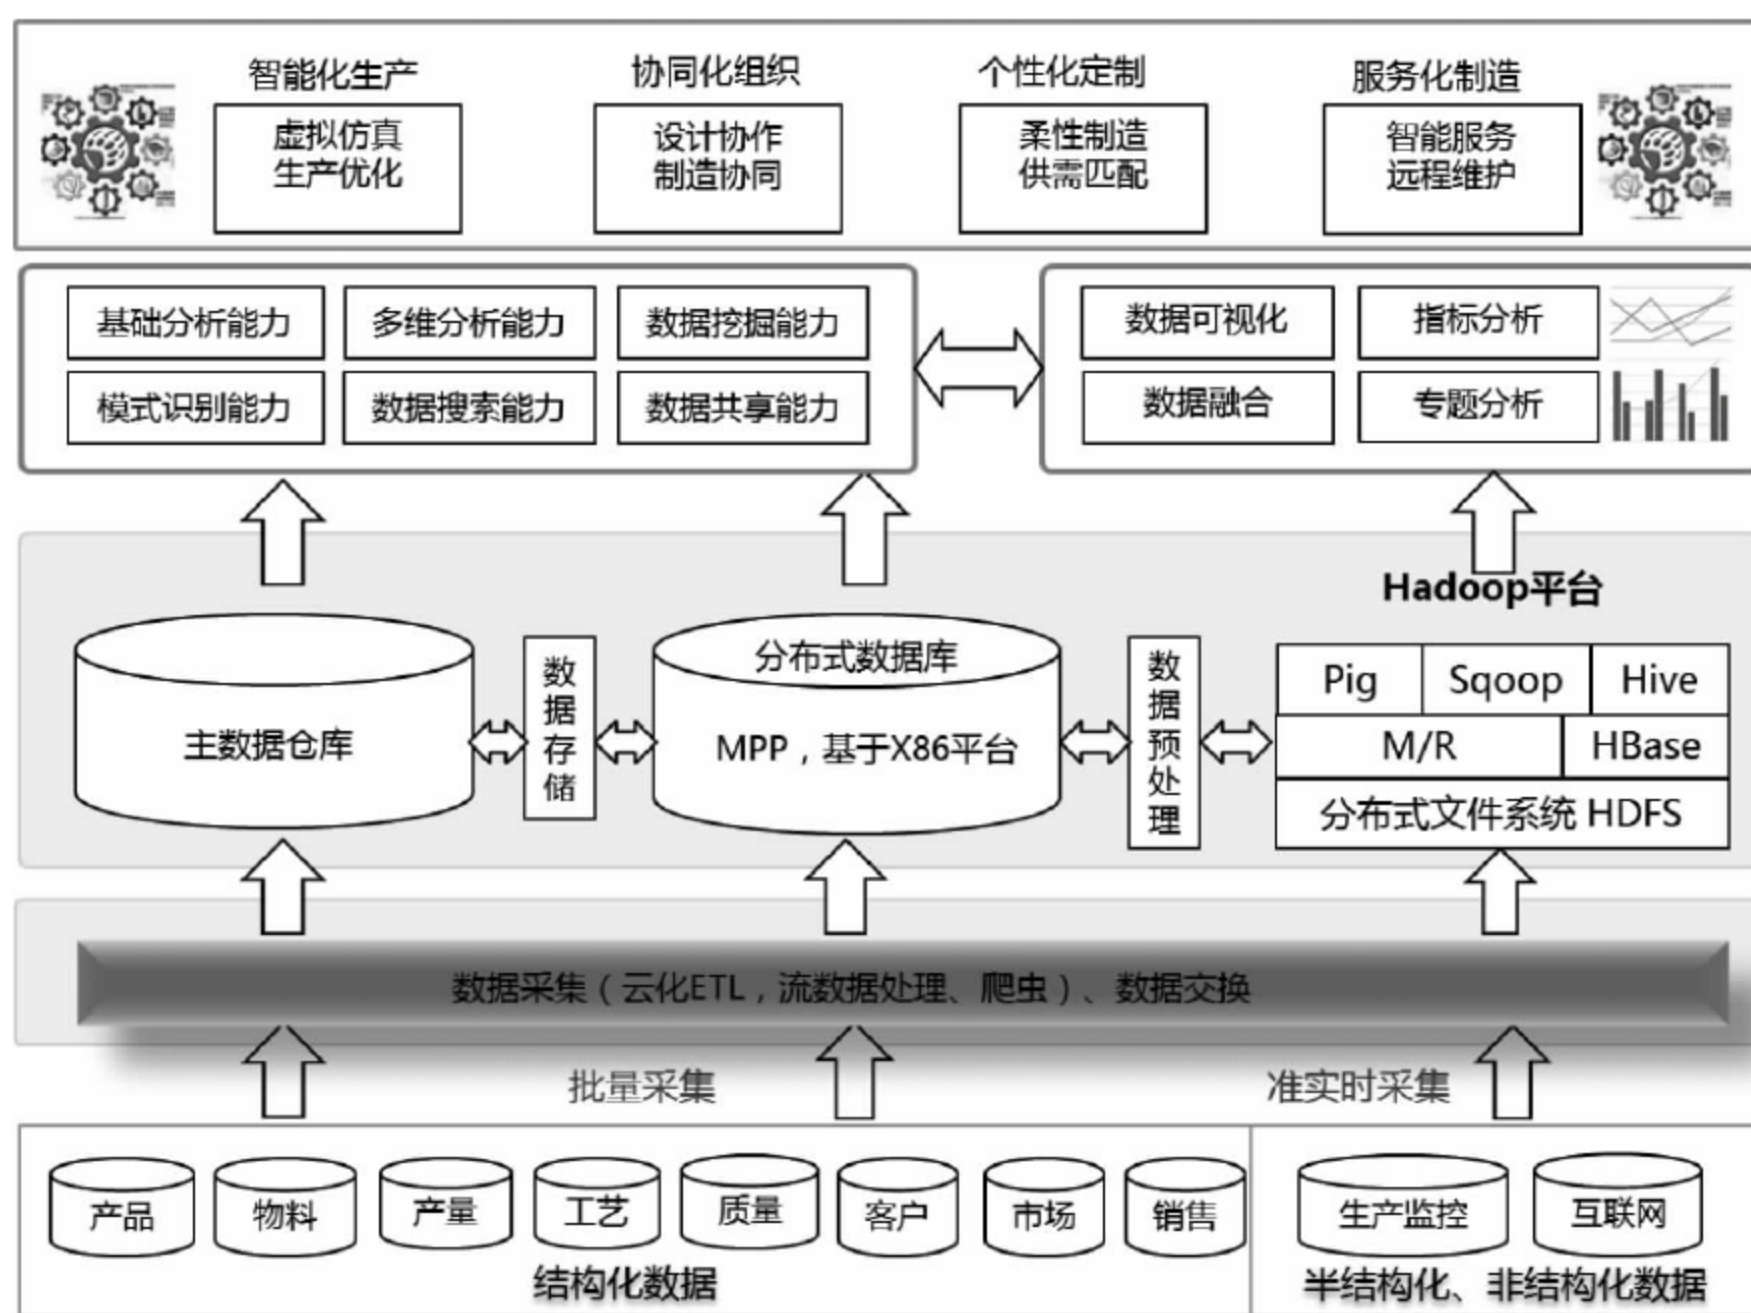 智能化生产
协同化组织
个性化定制
服务化制造
虚拟仿真
生产优化
设计协作
制造协同
柔性制造
供需匹配
智能服务
远程维护
基础分析能力
多维分析能力
数据挖掘能力
模式识别能力
数据搜索能力
数据共享能力
数据可视化
指标分析
数据融合
专题分析
Hadoop平台
主数据仓库
数据存储
分布式数据库
MPP，基于X86平台
数据预处理
Pig
Sqoop
Hive
M/R
HBase
分布式文件系统 HDFS
数据采集（云化ETL，流数据处理、爬虫）、数据交换
批量采集
准实时采集
产品
物料
产量
工艺
质量
客户
市场
销售
生产监控
互联网
结构化数据
半结构化、非结构化数据